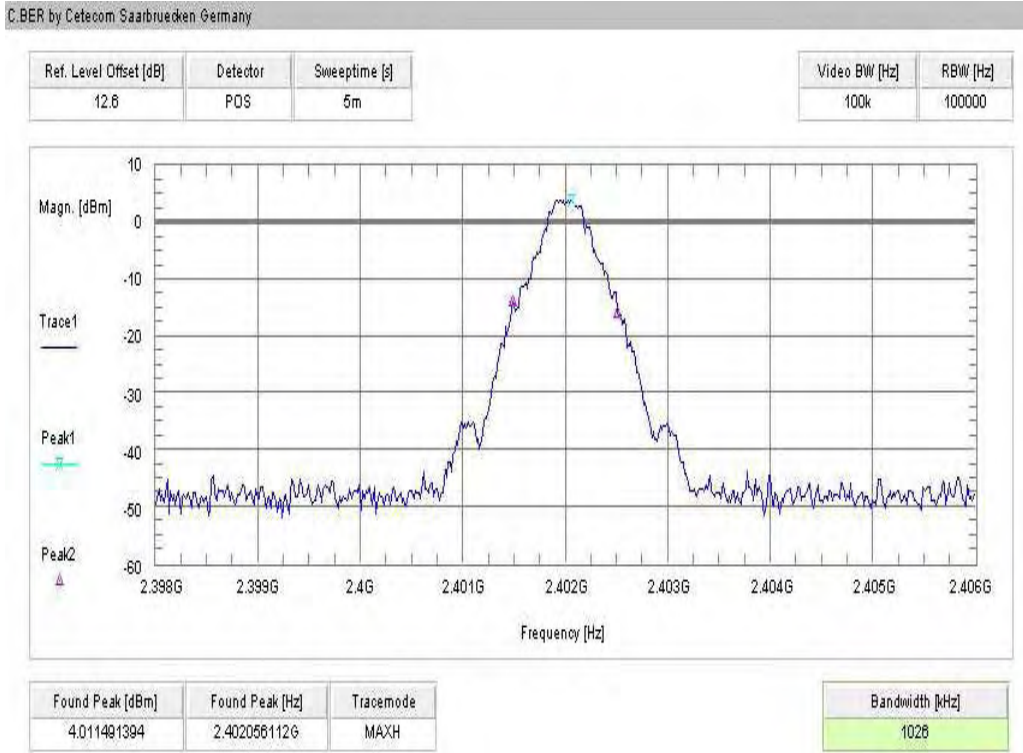 C.BER by Cetecom Saarbruecken Germany
Ref. Level Offset [dB] Detector Sweeptime [s] Video BW [Hz] RBW [Hz]
12.6 POS 5m 100k 100000
Magn. [dBm]
10
0
-10
-20
-30
-40
-50
-60
Trace1
Peak1
Peak2
2.398G 2.399G 2.4G 2.401G 2.402G 2.403G 2.404G 2.405G 2.406G
Frequency [Hz]
Found Peak [dBm] Found Peak [Hz] Tracemode Bandwidth [kHz]
4.011491394 2.402056112G MAXH 1026